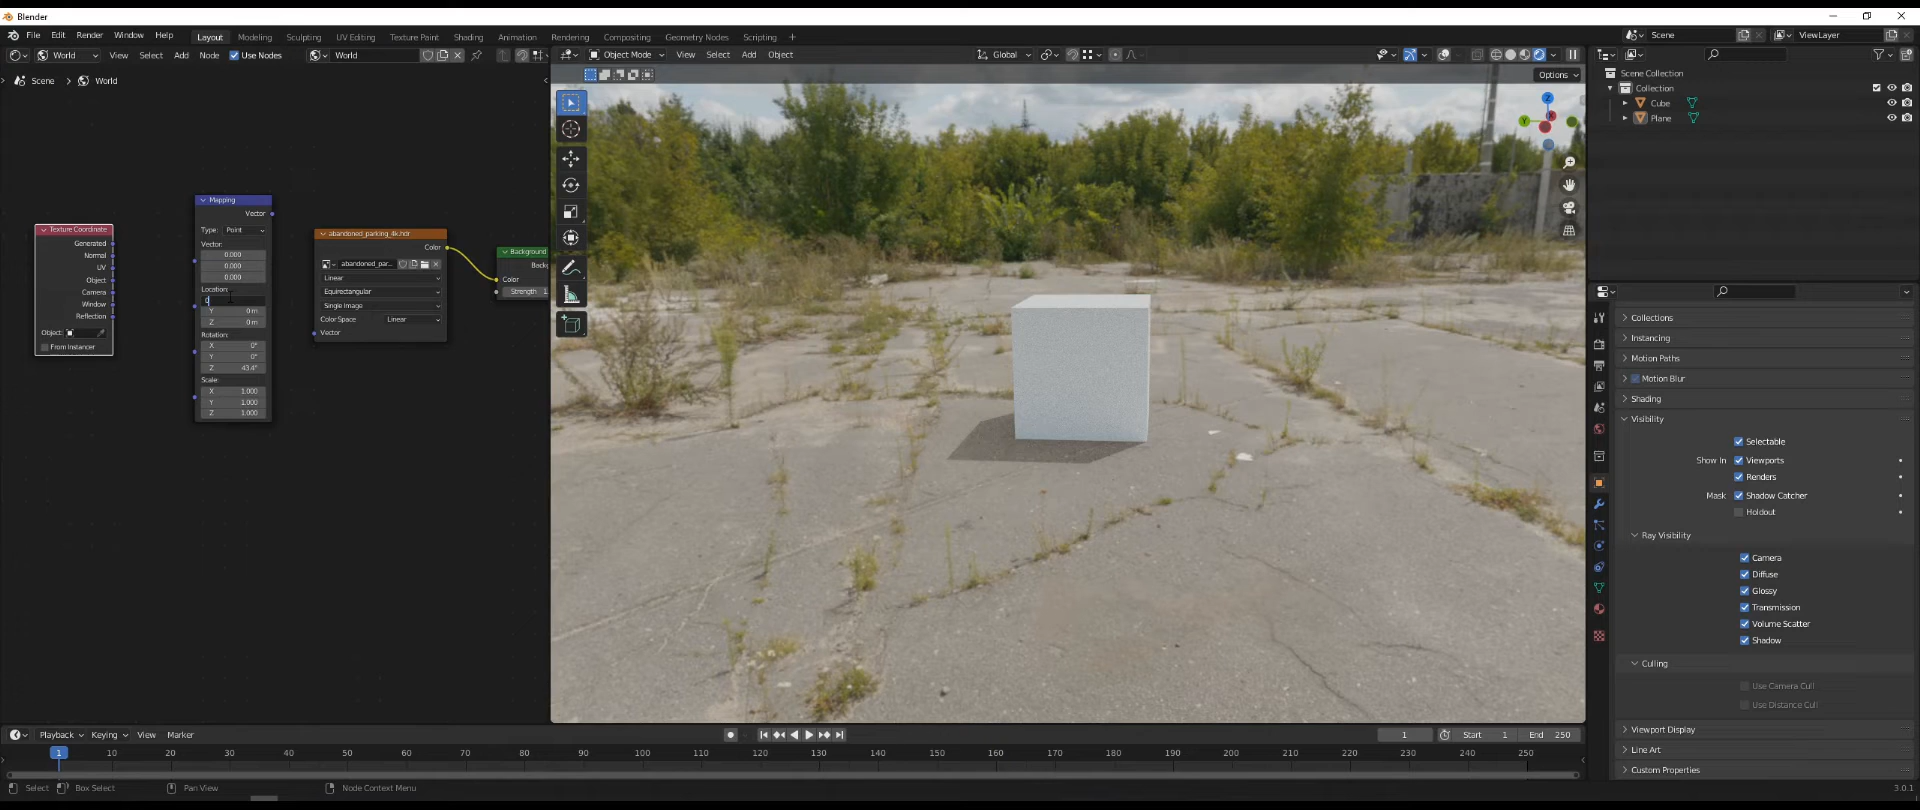 Blender
File Edit Render Window Help Layout Modeling Sculpting UV Editing Texture Paint Shading Animation Rendering Compositing Geometry Nodes Scripting + Scene ViewLayer
World View Select Add Node Use Nodes World Object Mode View Select Add Object Global
Options
Scene > World
Scene Collection
Collection
Cube
Plane
Mapping
Vector
Type: Point
Vector:
0.000
0.000
0.000
Location:
0
Y 0 m
Z 0 m
Rotation:
X 0°
Y 0°
Z 43.4°
Scale:
X 1.000
Y 1.000
Z 1.000
Texture Coordinate
Generated
Normal
UV
Object
Camera
Window
Reflection
Object:
From Instancer
abandoned_parking_4k.hdr
Color
abandoned_par...
Linear
Equirectangular
Single Image
Color Space Linear
Vector
Background
Color
Strength 1
Z
Y
X
Collections
Instancing
Motion Paths
Motion Blur
Shading
Visibility
Selectable
Show In Viewports
Renders
Mask Shadow Catcher
Holdout
Ray Visibility
Camera
Diffuse
Glossy
Transmission
Volume Scatter
Shadow
Culling
Use Camera Cull
Use Distance Cull
Viewport Display
Line Art
Custom Properties
Playback Keying View Marker 1 Start 1 End 250
1 10 20 30 40 50 60 70 80 90 100 110 120 130 140 150 160 170 180 190 200 210 220 230 240 250
Select Box Select Pan View Node Context Menu 3.0.1